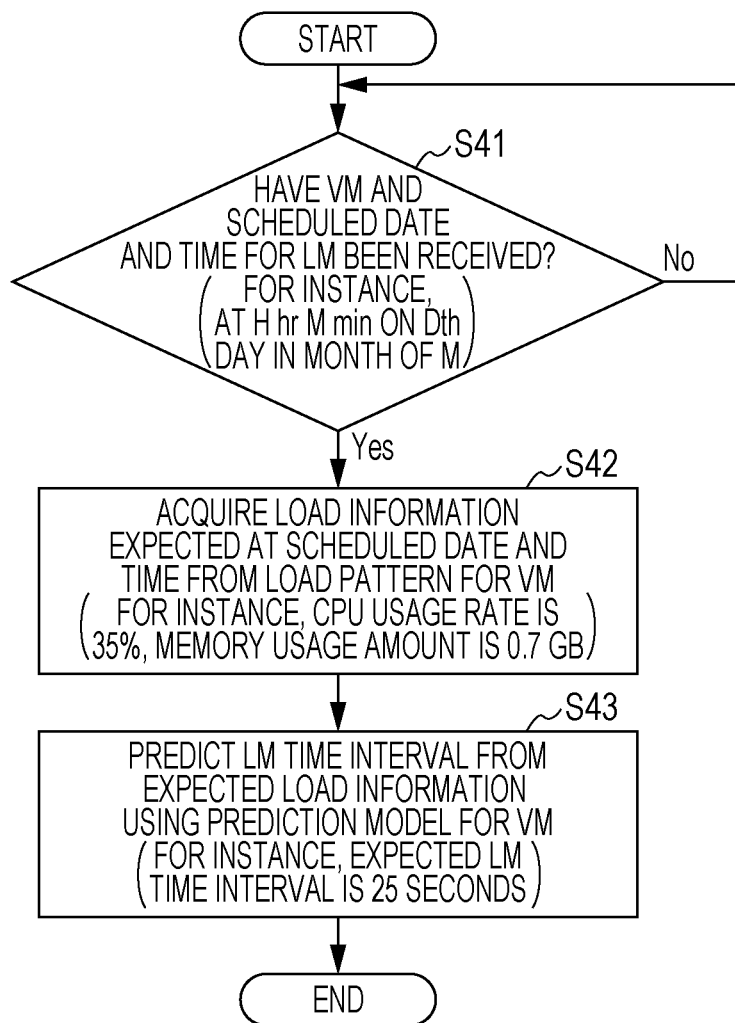 START
S41
HAVE VM AND
SCHEDULED DATE
AND TIME FOR LM BEEN RECEIVED?
(FOR INSTANCE,
AT H hr M min ON Dth
DAY IN MONTH OF M)
No
Yes
S42
ACQUIRE LOAD INFORMATION
EXPECTED AT SCHEDULED DATE AND
TIME FROM LOAD PATTERN FOR VM
(FOR INSTANCE, CPU USAGE RATE IS
35%, MEMORY USAGE AMOUNT IS 0.7 GB)
S43
PREDICT LM TIME INTERVAL FROM
EXPECTED LOAD INFORMATION
USING PREDICTION MODEL FOR VM
(FOR INSTANCE, EXPECTED LM
TIME INTERVAL IS 25 SECONDS)
END